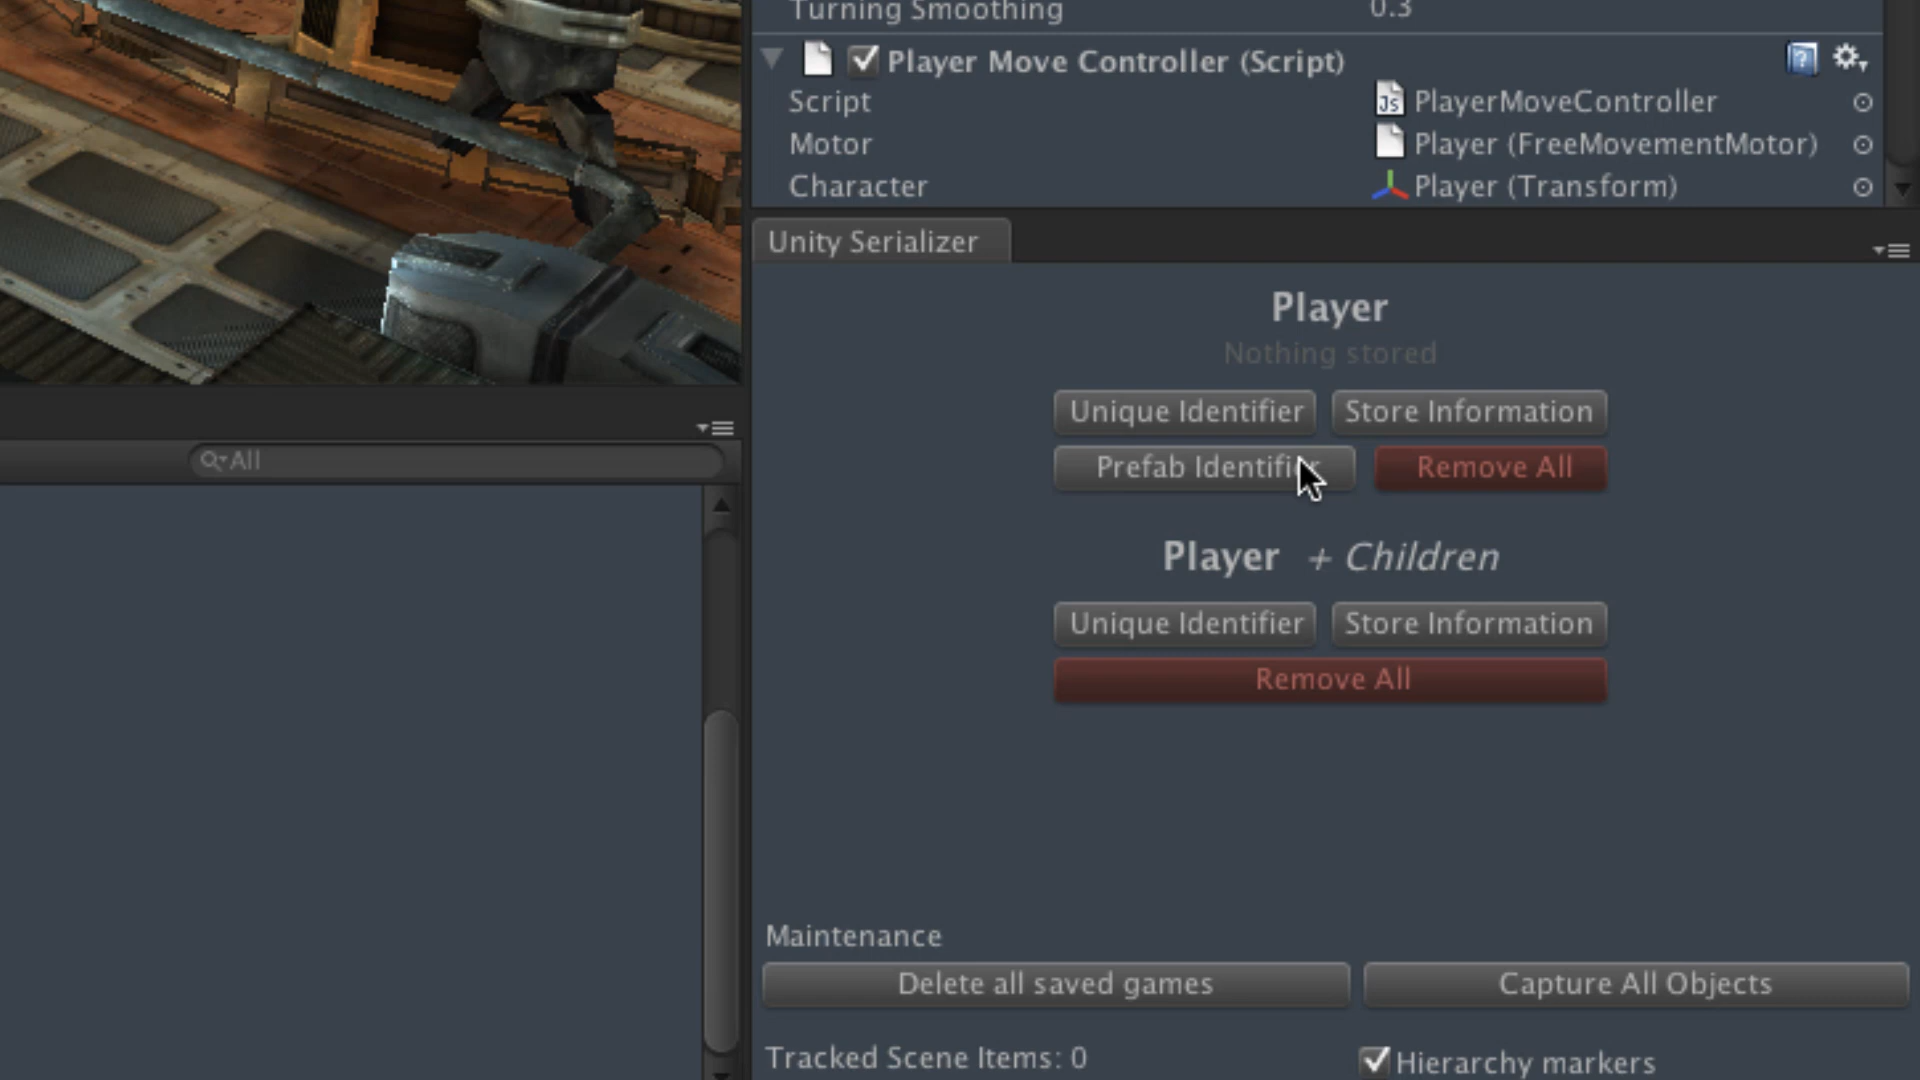 Turning Smoothing 0.3
Player Move Controller (Script)
Script PlayerMoveController
Motor Player (FreeMovementMotor)
Character Player (Transform)
Unity Serializer
Player
Nothing stored
Unique Identifier Store Information
Prefab Identifier Remove All
Player + Children
Unique Identifier Store Information
Remove All
All
Maintenance
Delete all saved games Capture All Objects
Tracked Scene Items: 0 Hierarchy markers